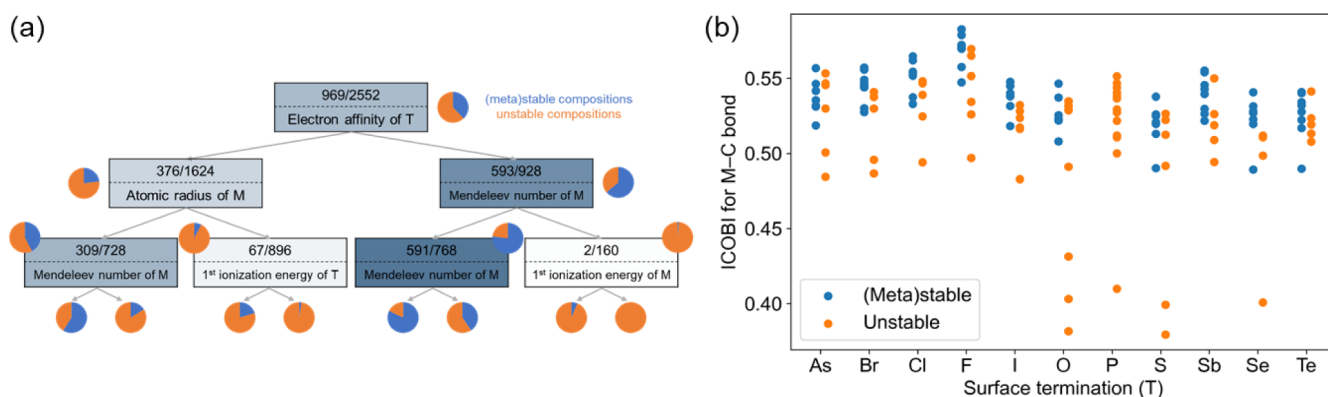 (a)
969/2552
Electron affinity of T
(meta)stable compositions
unstable compositions
376/1624
Atomic radius of M
593/928
Mendeleev number of M
309/728
Mendeleev number of M
67/896
1st ionization energy of T
591/768
Mendeleev number of M
2/160
1st ionization energy of M
(b)
ICOBI for M–C bond
0.55
0.50
0.45
0.40
(Meta)stable
Unstable
As Br Cl F I O P S Sb Se Te
Surface termination (T)